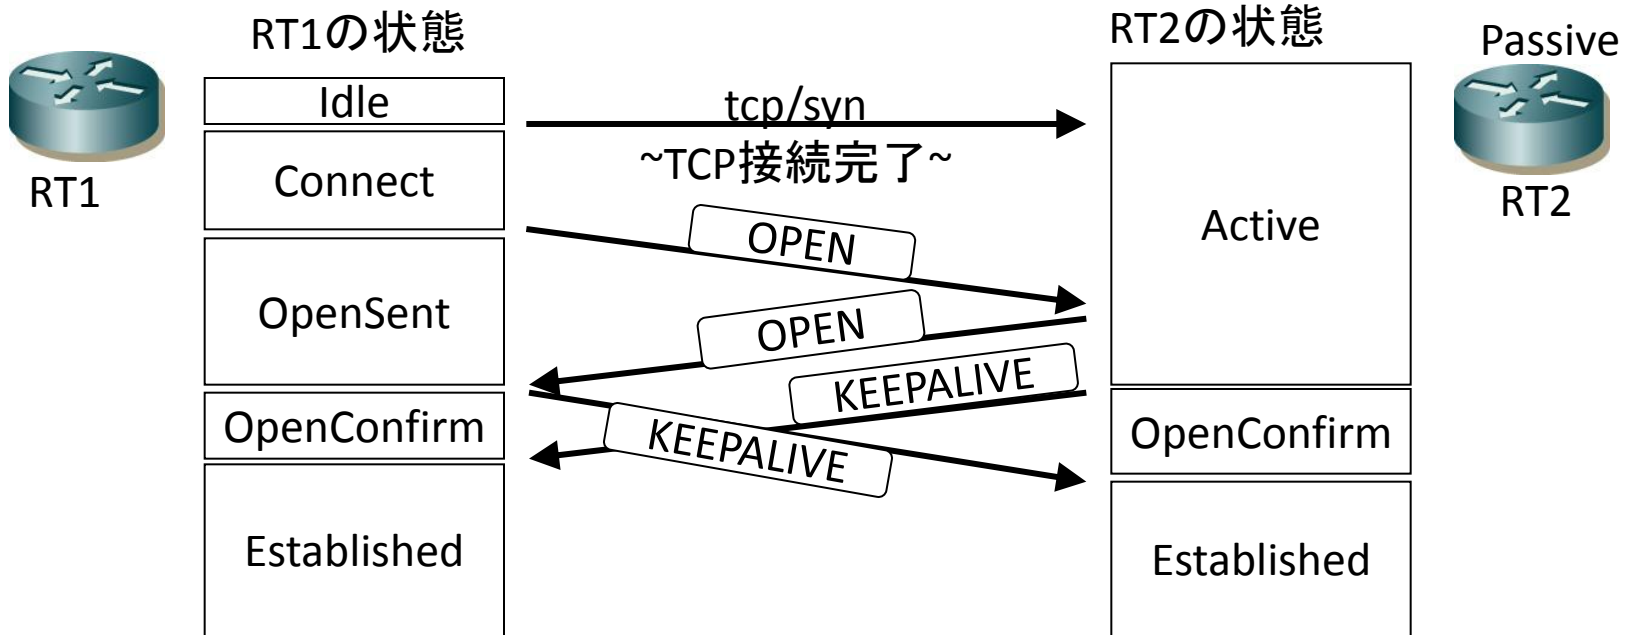 RT1の状態
RT2の状態
Passive
RT1
RT2
Idle
Connect
OpenSent
OpenConfirm
Established
tcp/syn
~TCP接続完了~
OPEN
OPEN
KEEPALIVE
KEEPALIVE
Active
OpenConfirm
Established